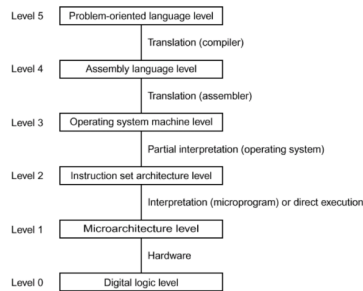 Level 5 Problem-oriented language level
Translation (compiler)
Level 4 Assembly language level
Translation (assembler)
Level 3 Operating system machine level
Partial interpretation (operating system)
Level 2 Instruction set architecture level
Interpretation (microprogram) or direct execution
Level 1 Microarchitecture level
Hardware
Level 0 Digital logic level